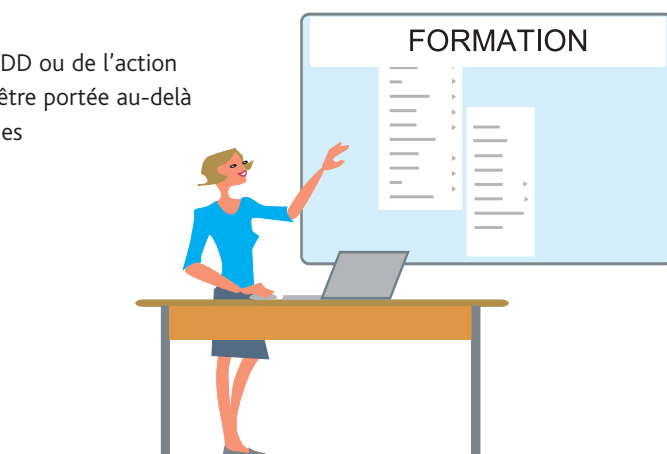 FORMATION
DD ou de l'action
être portée au-delà
es